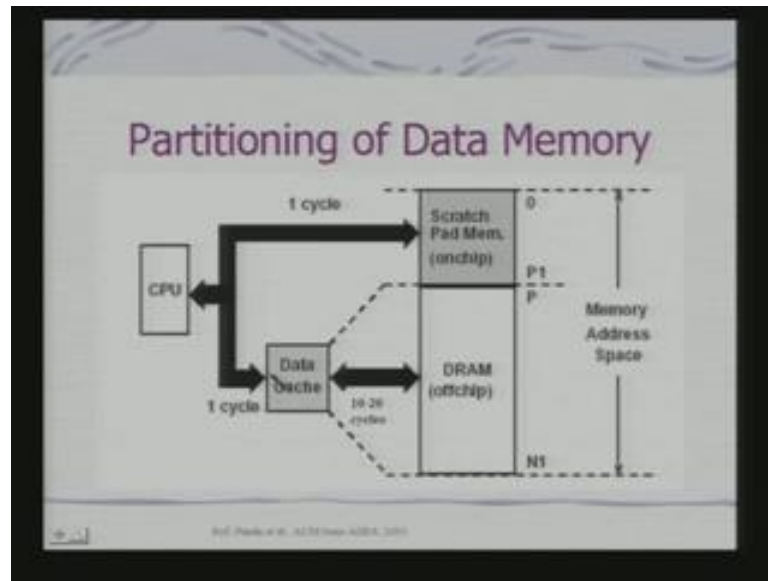 Partitioning of Data Memory
1 cycle
CPU
Scratch
Pad Mem.
(onchip)
0
P1
P
Memory
Address
Space
Data
Cache
1 cycle
10-20
cycles
DRAM
(offchip)
N1